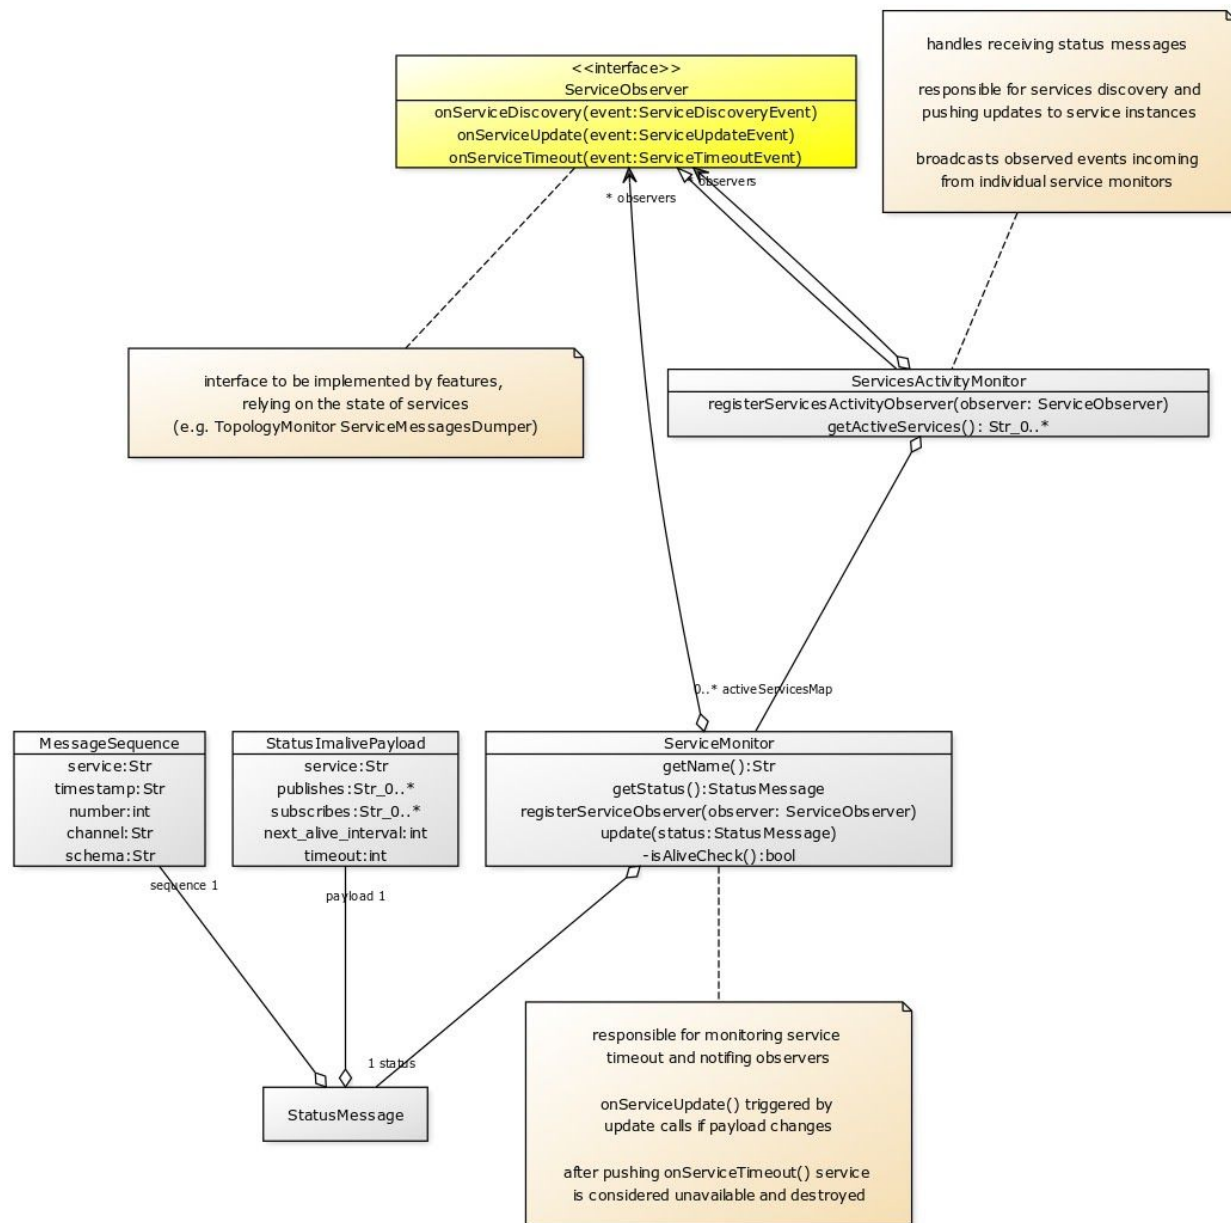 handles receiving status messages
responsible for services discovery and
pushing updates to service instances
broadcasts observed events incoming
from individual service monitors
<<interface>>
ServiceObserver
onServiceDiscovery(event:ServiceDiscoveryEvent)
onServiceUpdate(event:ServiceUpdateEvent)
onServiceTimeout(event:ServiceTimeoutEvent)
observers
* observers
interface to be implemented by features,
relying on the state of services
(e.g. TopologyMonitor ServiceMessagesDumper)
ServicesActivityMonitor
registerServicesActivityObserver(observer: ServiceObserver)
getActiveServices(): Str_0..*
0..* activeServicesMap
MessageSequence
service:Str
timestamp:Str
number:int
channel:Str
schema:Str
StatusImalivePayload
service:Str
publishes:Str_0..*
subscribes:Str_0..*
next_alive_interval:int
timeout:int
ServiceMonitor
getName():Str
getStatus():StatusMessage
registerServiceObserver(observer: ServiceObserver)
update(status:StatusMessage)
-isAliveCheck():bool
sequence 1
payload 1
1 status
StatusMessage
responsible for monitoring service
timeout and notifing observers
onServiceUpdate() triggered by
update calls if payload changes
after pushing onServiceTimeout() service
is considered unavailable and destroyed